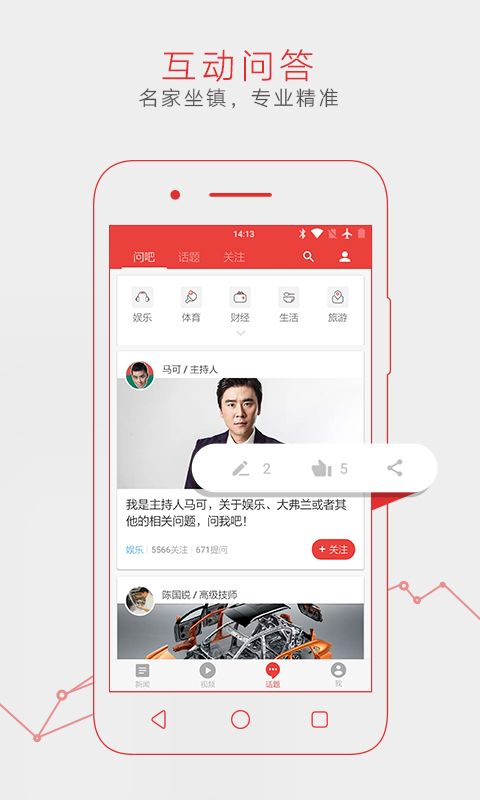 互动问答
名家坐镇，专业精准
14:13
问吧 话题 关注
娱乐 体育 财经 生活 旅游
马可 / 主持人
2 5
我是主持人马可，关于娱乐、大弗兰或者其
他的相关问题，问我吧！
娱乐 | 5566关注 | 671提问 + 关注
陈国锐 / 高级技师
新闻 视频 话题 我